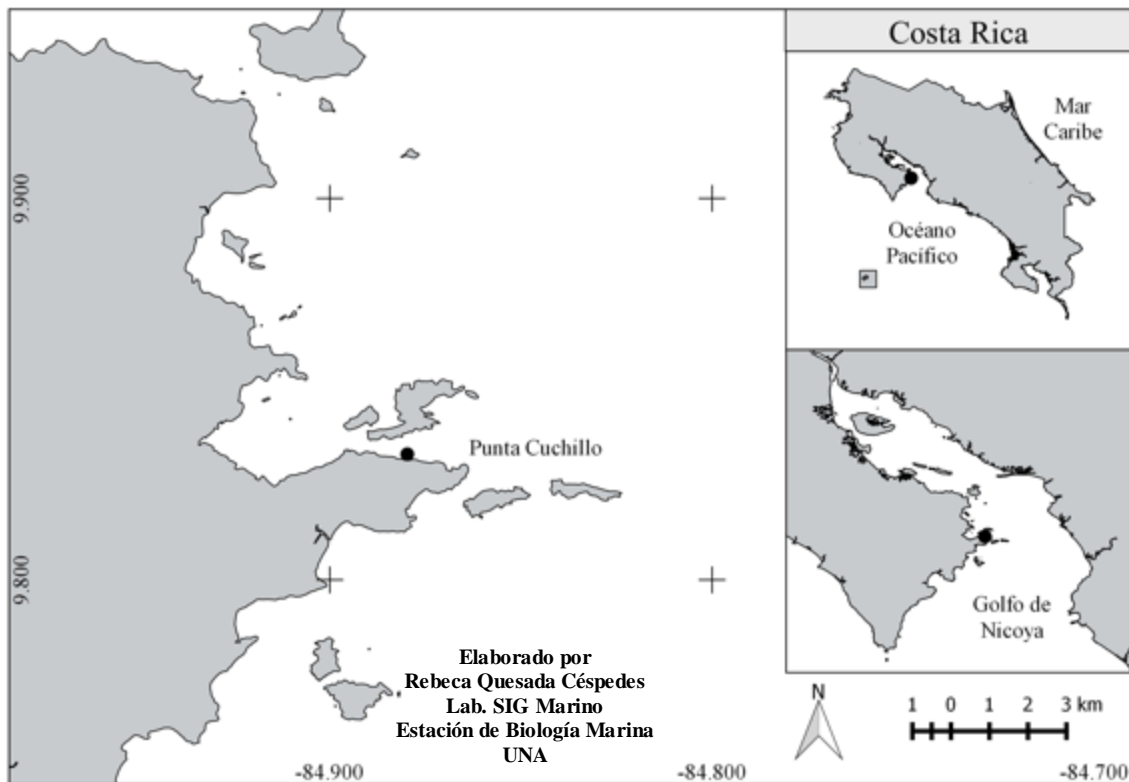 Costa Rica
Mar
Caribe
Océano
Pacífico
9.900
Punta Cuchillo
9.800
Golfo de
Nicoya
Elaborado por
Rebeca Quesada Céspedes
Lab. SIG Marino
Estación de Biología Marina
UNA
N
1 0 1 2 3 km
-84.900
-84.800
-84.700